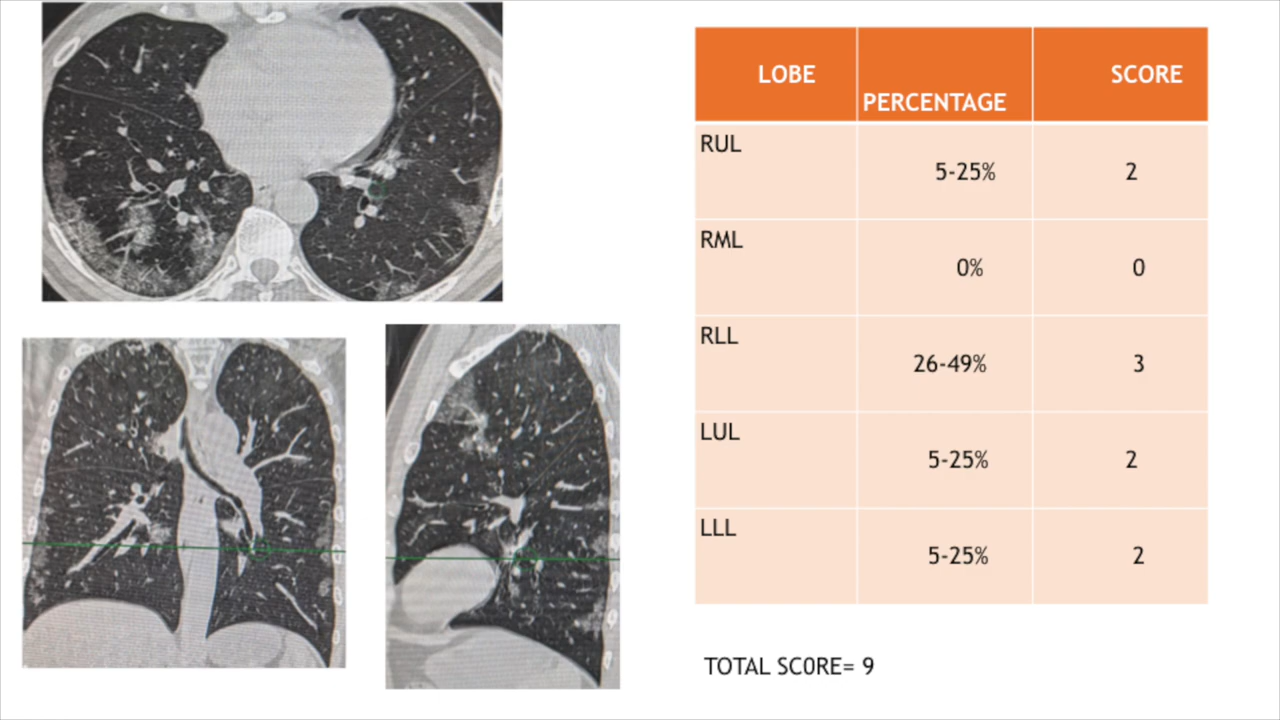 LOBE PERCENTAGE SCORE
RUL 5-25% 2
RML 0% 0
RLL 26-49% 3
LUL 5-25% 2
LLL 5-25% 2
TOTAL SC0RE= 9